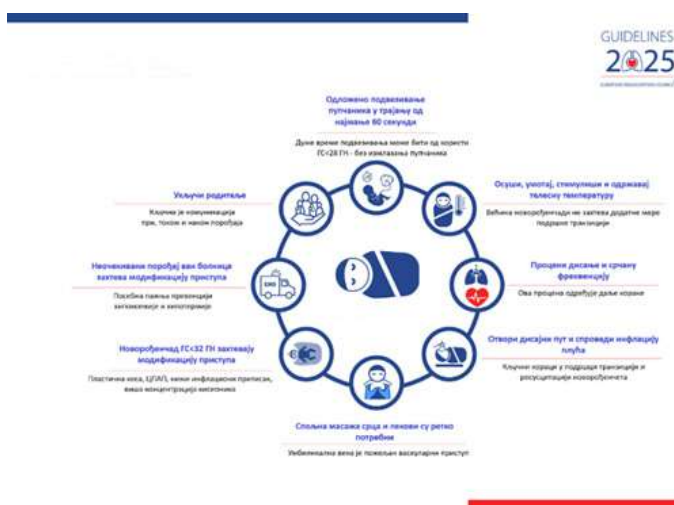 GUIDELINES
2025
Одложено подвезивање
пупчаника у трајању од
најмање 60 секунди
Дуже време подвезивања може бити од користи
ГС<28 ГН - без измлазања пупчаника
Осуши, утопли, стимулиши и одржавај
телесну температуру
Већина новорођенчади не захтева додатне мере
подршке транзицији
Процени дисање и срчану
фреквенцију
Ова процена одређује даље кораке
Отвори дисајни пут и спроведи инфлацију
плућа
Кључни кораци у подршци транзицији и
ресусцитацији новорођенчета
Спољна масажа срца и лекови су ретко
потребни
Умбиликална вена је пожељан васкуларни приступ
Новорођенчад ГС<32 ГН захтевају
модификацију приступа
Пластична кеса, ЦПАП, нижи инфлациони притисак,
виша концентрација кисеоника
Неочекивани порођај ван болнице
захтева модификацију приступа
Посебна пажња превенцији
хипотермије
EMS
Укључи родитеље
Кључна је комуникација
пре, током и након порођаја